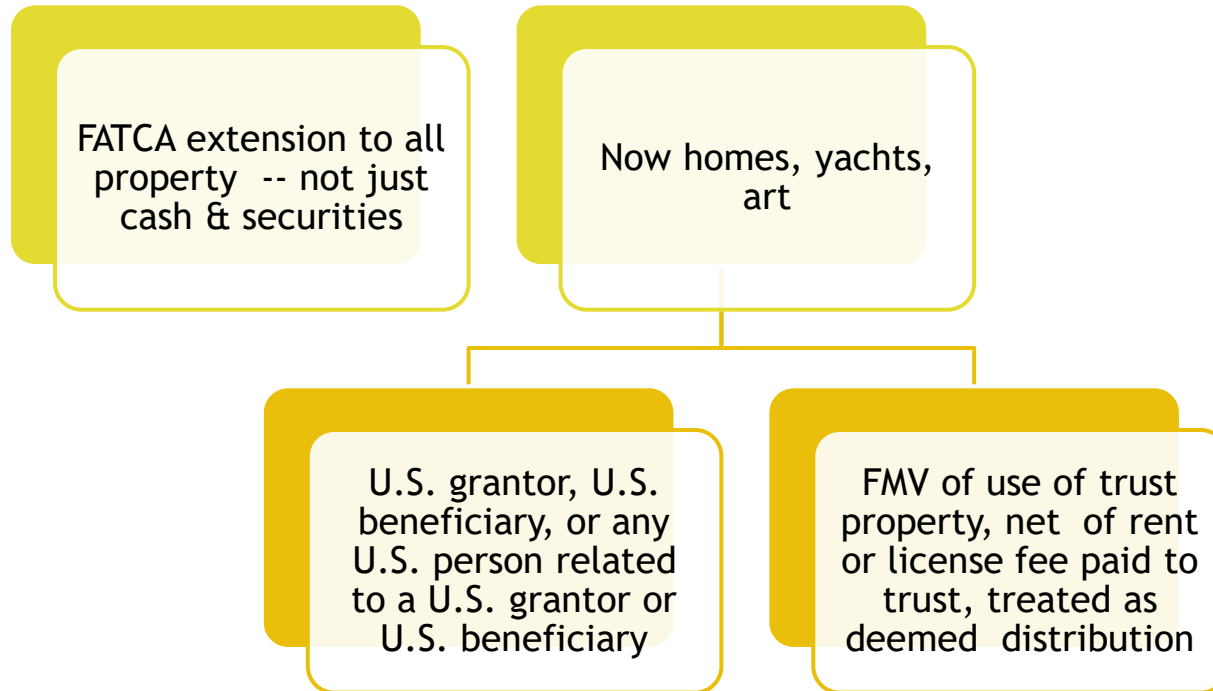 FATCA extension to all
property -- not just
cash & securities
Now homes, yachts,
art
U.S. grantor, U.S.
beneficiary, or any
U.S. person related
to a U.S. grantor or
U.S. beneficiary
FMV of use of trust
property, net of rent
or license fee paid to
trust, treated as
deemed distribution